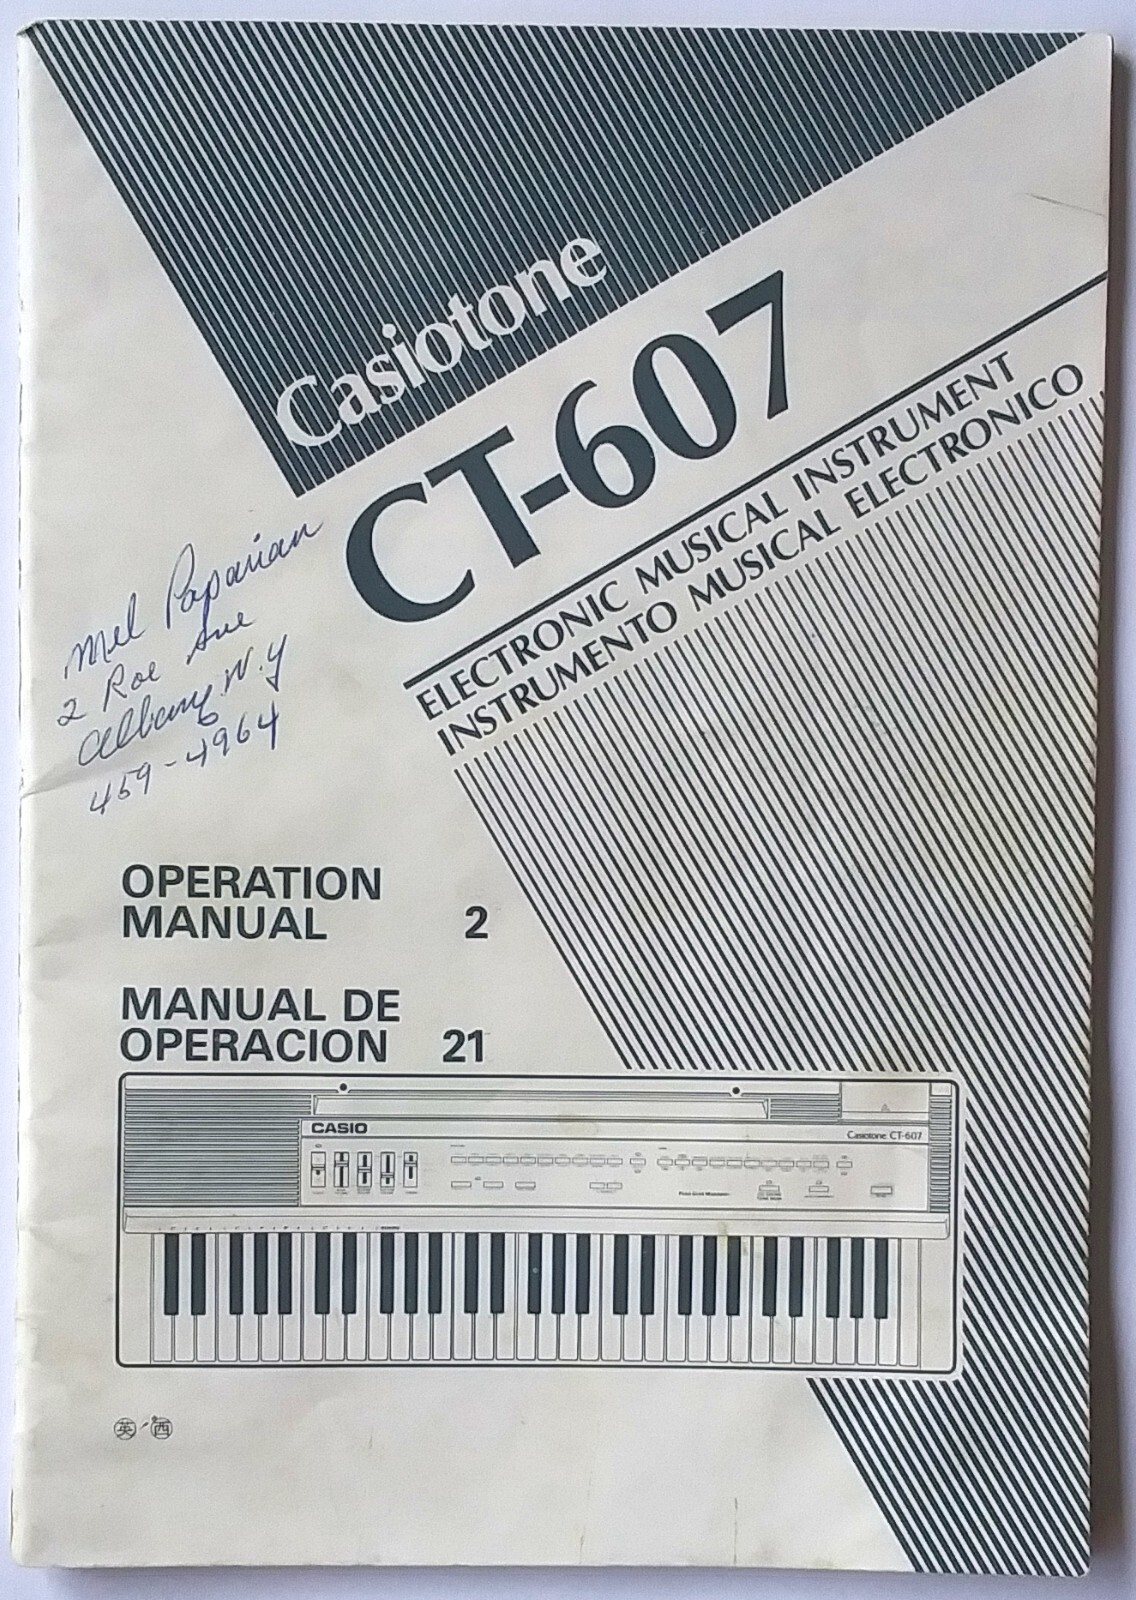 Casiotone
CT-607
ELECTRONIC MUSICAL INSTRUMENT
INSTRUMENTO MUSICAL ELECTRONICO
Mel Paparian
2 Roe Ave
Albany N.Y
459-4964
OPERATION
MANUAL 2
MANUAL DE
OPERACION 21
CASIO
Casiotone CT-607
英/西